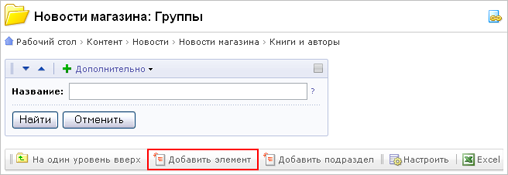 Новости магазина: Группы
Рабочий стол › Контент › Новости › Новости магазина › Книги и авторы
Дополнительно
Название: ?
Найти Отменить
На один уровень вверх Добавить элемент Добавить подраздел Настроить Excel